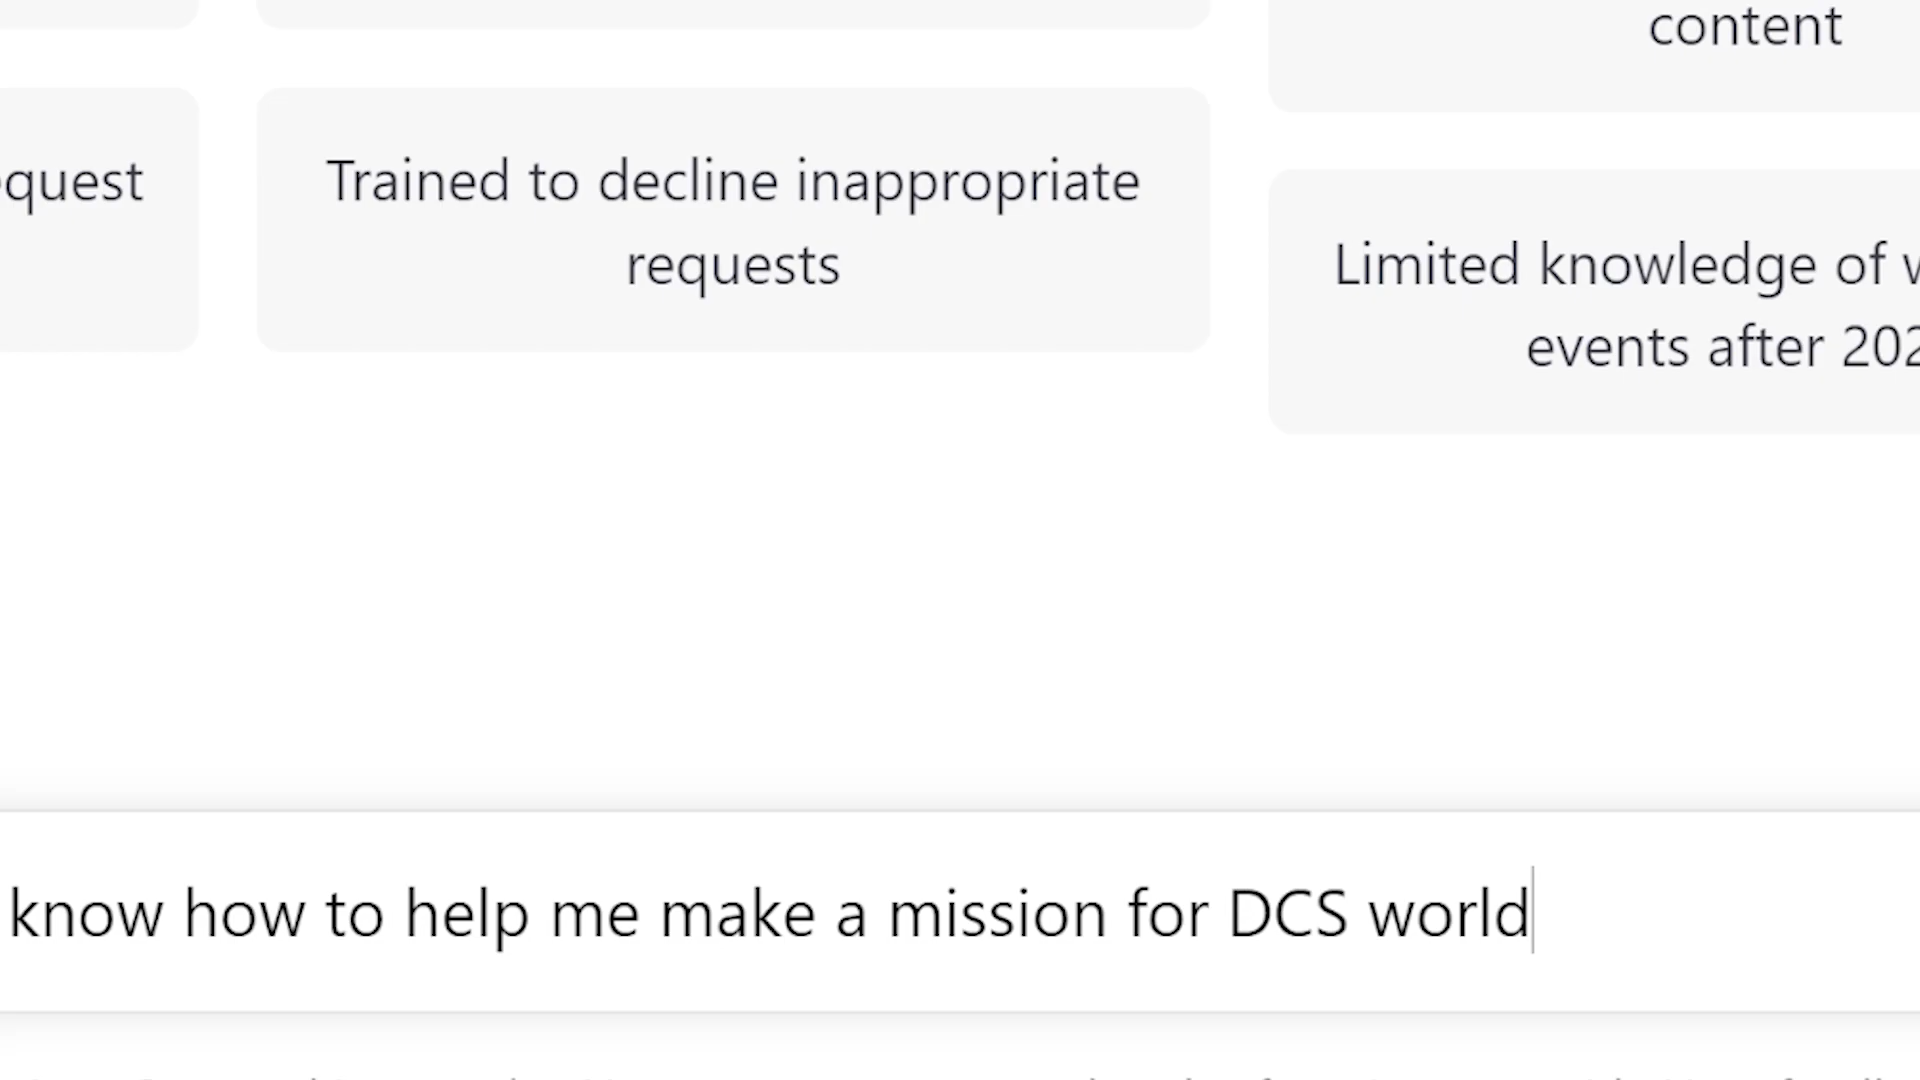 content
Trained to decline inappropriate
requests
Limited knowledge of
events after
know how to help me make a mission for DCS world